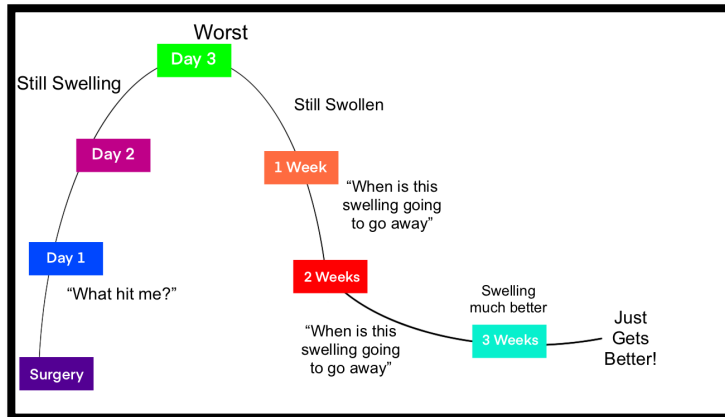 Worst
Day 3
Still Swelling
Still Swollen
Day 2
1 Week
“When is this
swelling going
to go away”
Day 1
2 Weeks
“What hit me?”
Swelling
much better
“When is this
swelling going
to go away”
3 Weeks
Just
Gets
Better!
Surgery